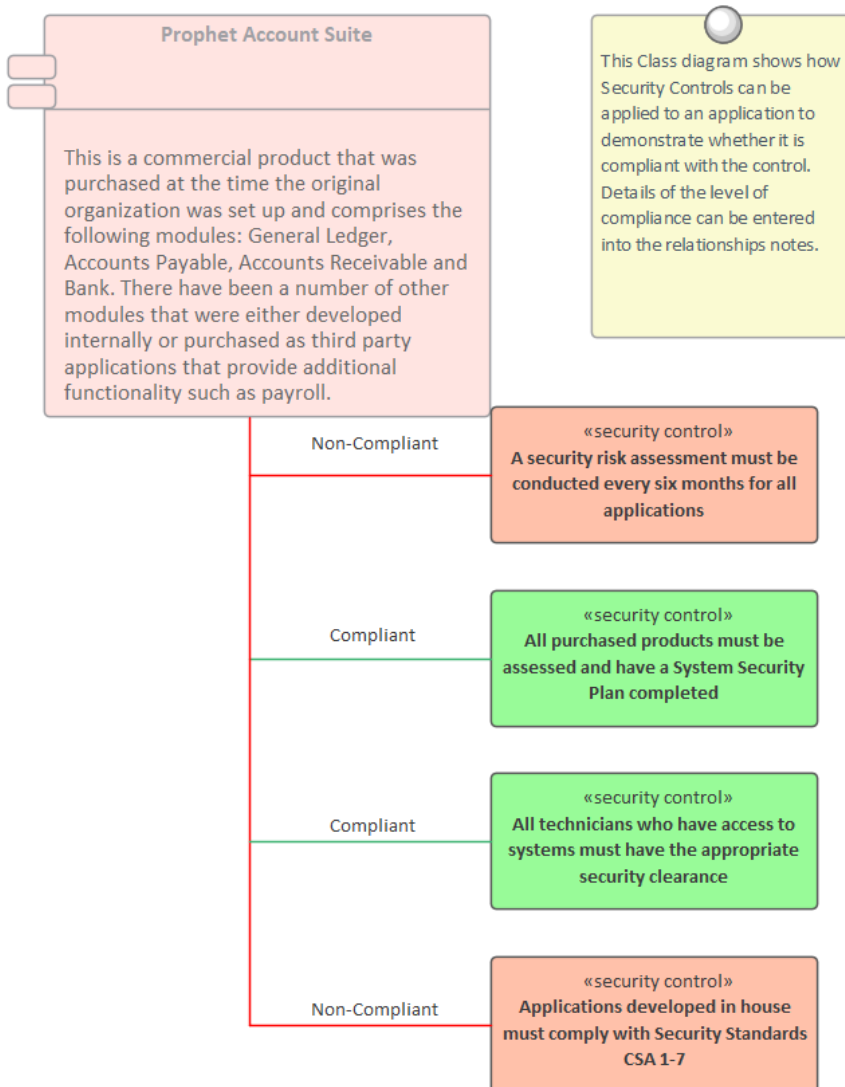 Prophet Account Suite
This is a commercial product that was
purchased at the time the original
organization was set up and comprises the
following modules: General Ledger,
Accounts Payable, Accounts Receivable and
Bank. There have been a number of other
modules that were either developed
internally or purchased as third party
applications that provide additional
functionality such as payroll.
This Class diagram shows how
Security Controls can be
applied to an application to
demonstrate whether it is
compliant with the control.
Details of the level of
compliance can be entered
into the relationships notes.
Non-Compliant
«security control»
A security risk assessment must be
conducted every six months for all
applications
Compliant
«security control»
All purchased products must be
assessed and have a System Security
Plan completed
Compliant
«security control»
All technicians who have access to
systems must have the appropriate
security clearance
Non-Compliant
«security control»
Applications developed in house
must comply with Security Standards
CSA 1-7